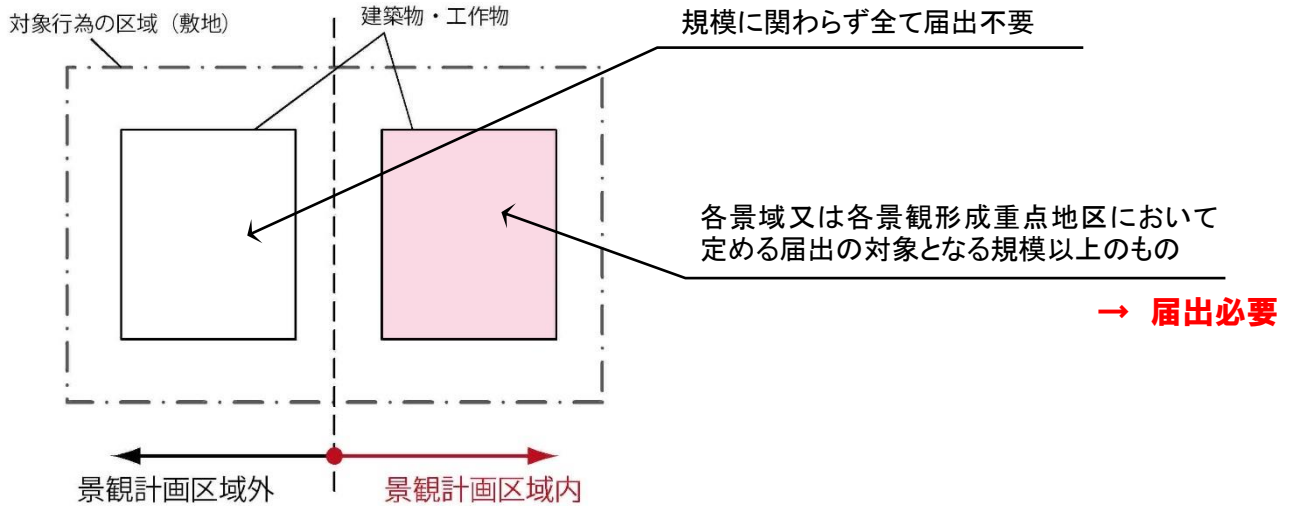 対象行為の区域（敷地）
建築物・工作物
規模に関わらず全て届出不要
各景域又は各景観形成重点地区において
定める届出の対象となる規模以上のもの
→ 届出必要
景観計画区域外
景観計画区域内